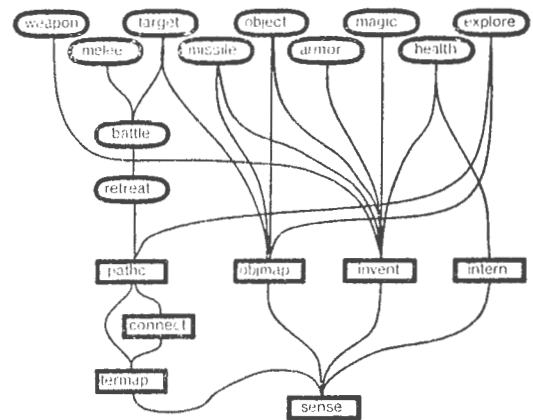 weapon target object magic explore
melee missile armor health
battle
retreat
pathc objmap invent intern
connect
termap
sense